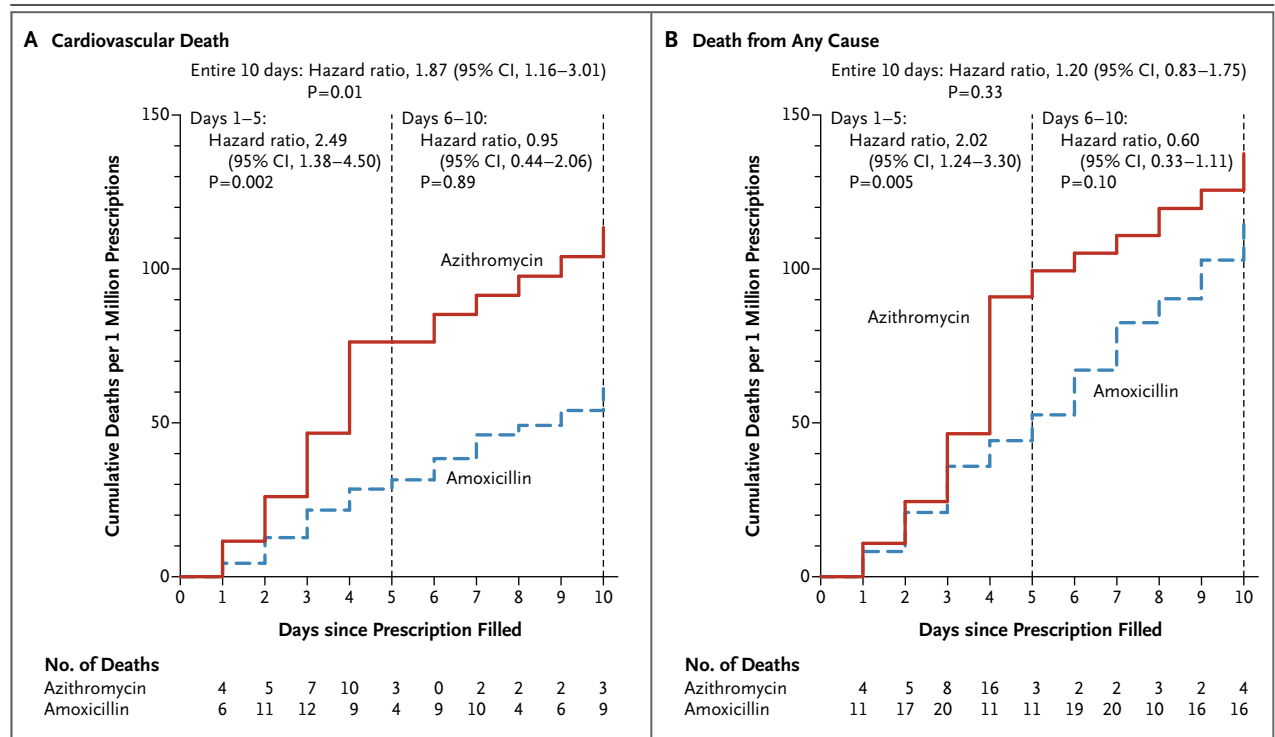 A Cardiovascular Death
Entire 10 days: Hazard ratio, 1.87 (95% CI, 1.16–3.01)
P=0.01
Days 1–5:
Hazard ratio, 2.49
(95% CI, 1.38–4.50)
P=0.002
Days 6–10:
Hazard ratio, 0.95
(95% CI, 0.44–2.06)
P=0.89
Cumulative Deaths per 1 Million Prescriptions
150
100
50
0
Azithromycin
Amoxicillin
0 1 2 3 4 5 6 7 8 9 10
Days since Prescription Filled
No. of Deaths
Azithromycin 4 5 7 10 3 0 2 2 2 3
Amoxicillin 6 11 12 9 4 9 10 4 6 9
B Death from Any Cause
Entire 10 days: Hazard ratio, 1.20 (95% CI, 0.83–1.75)
P=0.33
Days 1–5:
Hazard ratio, 2.02
(95% CI, 1.24–3.30)
P=0.005
Days 6–10:
Hazard ratio, 0.60
(95% CI, 0.33–1.11)
P=0.10
Cumulative Deaths per 1 Million Prescriptions
150
100
50
0
Azithromycin
Amoxicillin
0 1 2 3 4 5 6 7 8 9 10
Days since Prescription Filled
No. of Deaths
Azithromycin 4 5 8 16 3 2 2 3 2 4
Amoxicillin 11 17 20 11 11 19 20 10 16 16